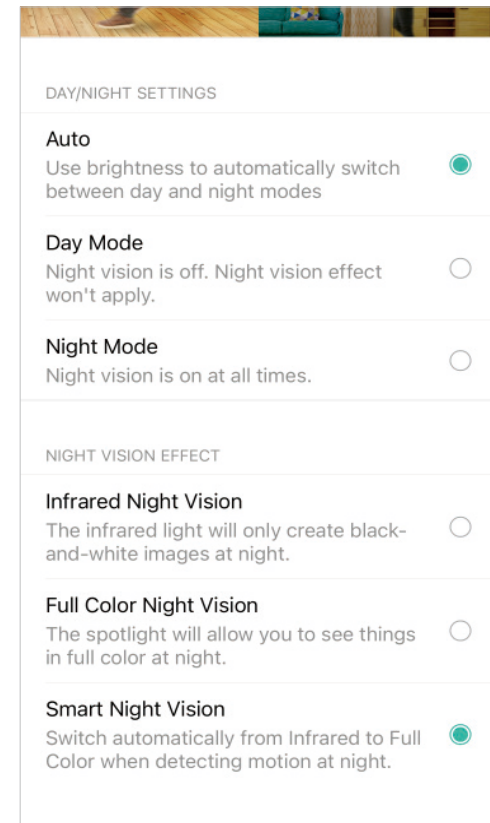 DAY/NIGHT SETTINGS
Auto
Use brightness to automatically switch
between day and night modes
Day Mode
Night vision is off. Night vision effect
won't apply.
Night Mode
Night vision is on at all times.
NIGHT VISION EFFECT
Infrared Night Vision
The infrared light will only create black-
and-white images at night.
Full Color Night Vision
The spotlight will allow you to see things
in full color at night.
Smart Night Vision
Switch automatically from Infrared to Full
Color when detecting motion at night.